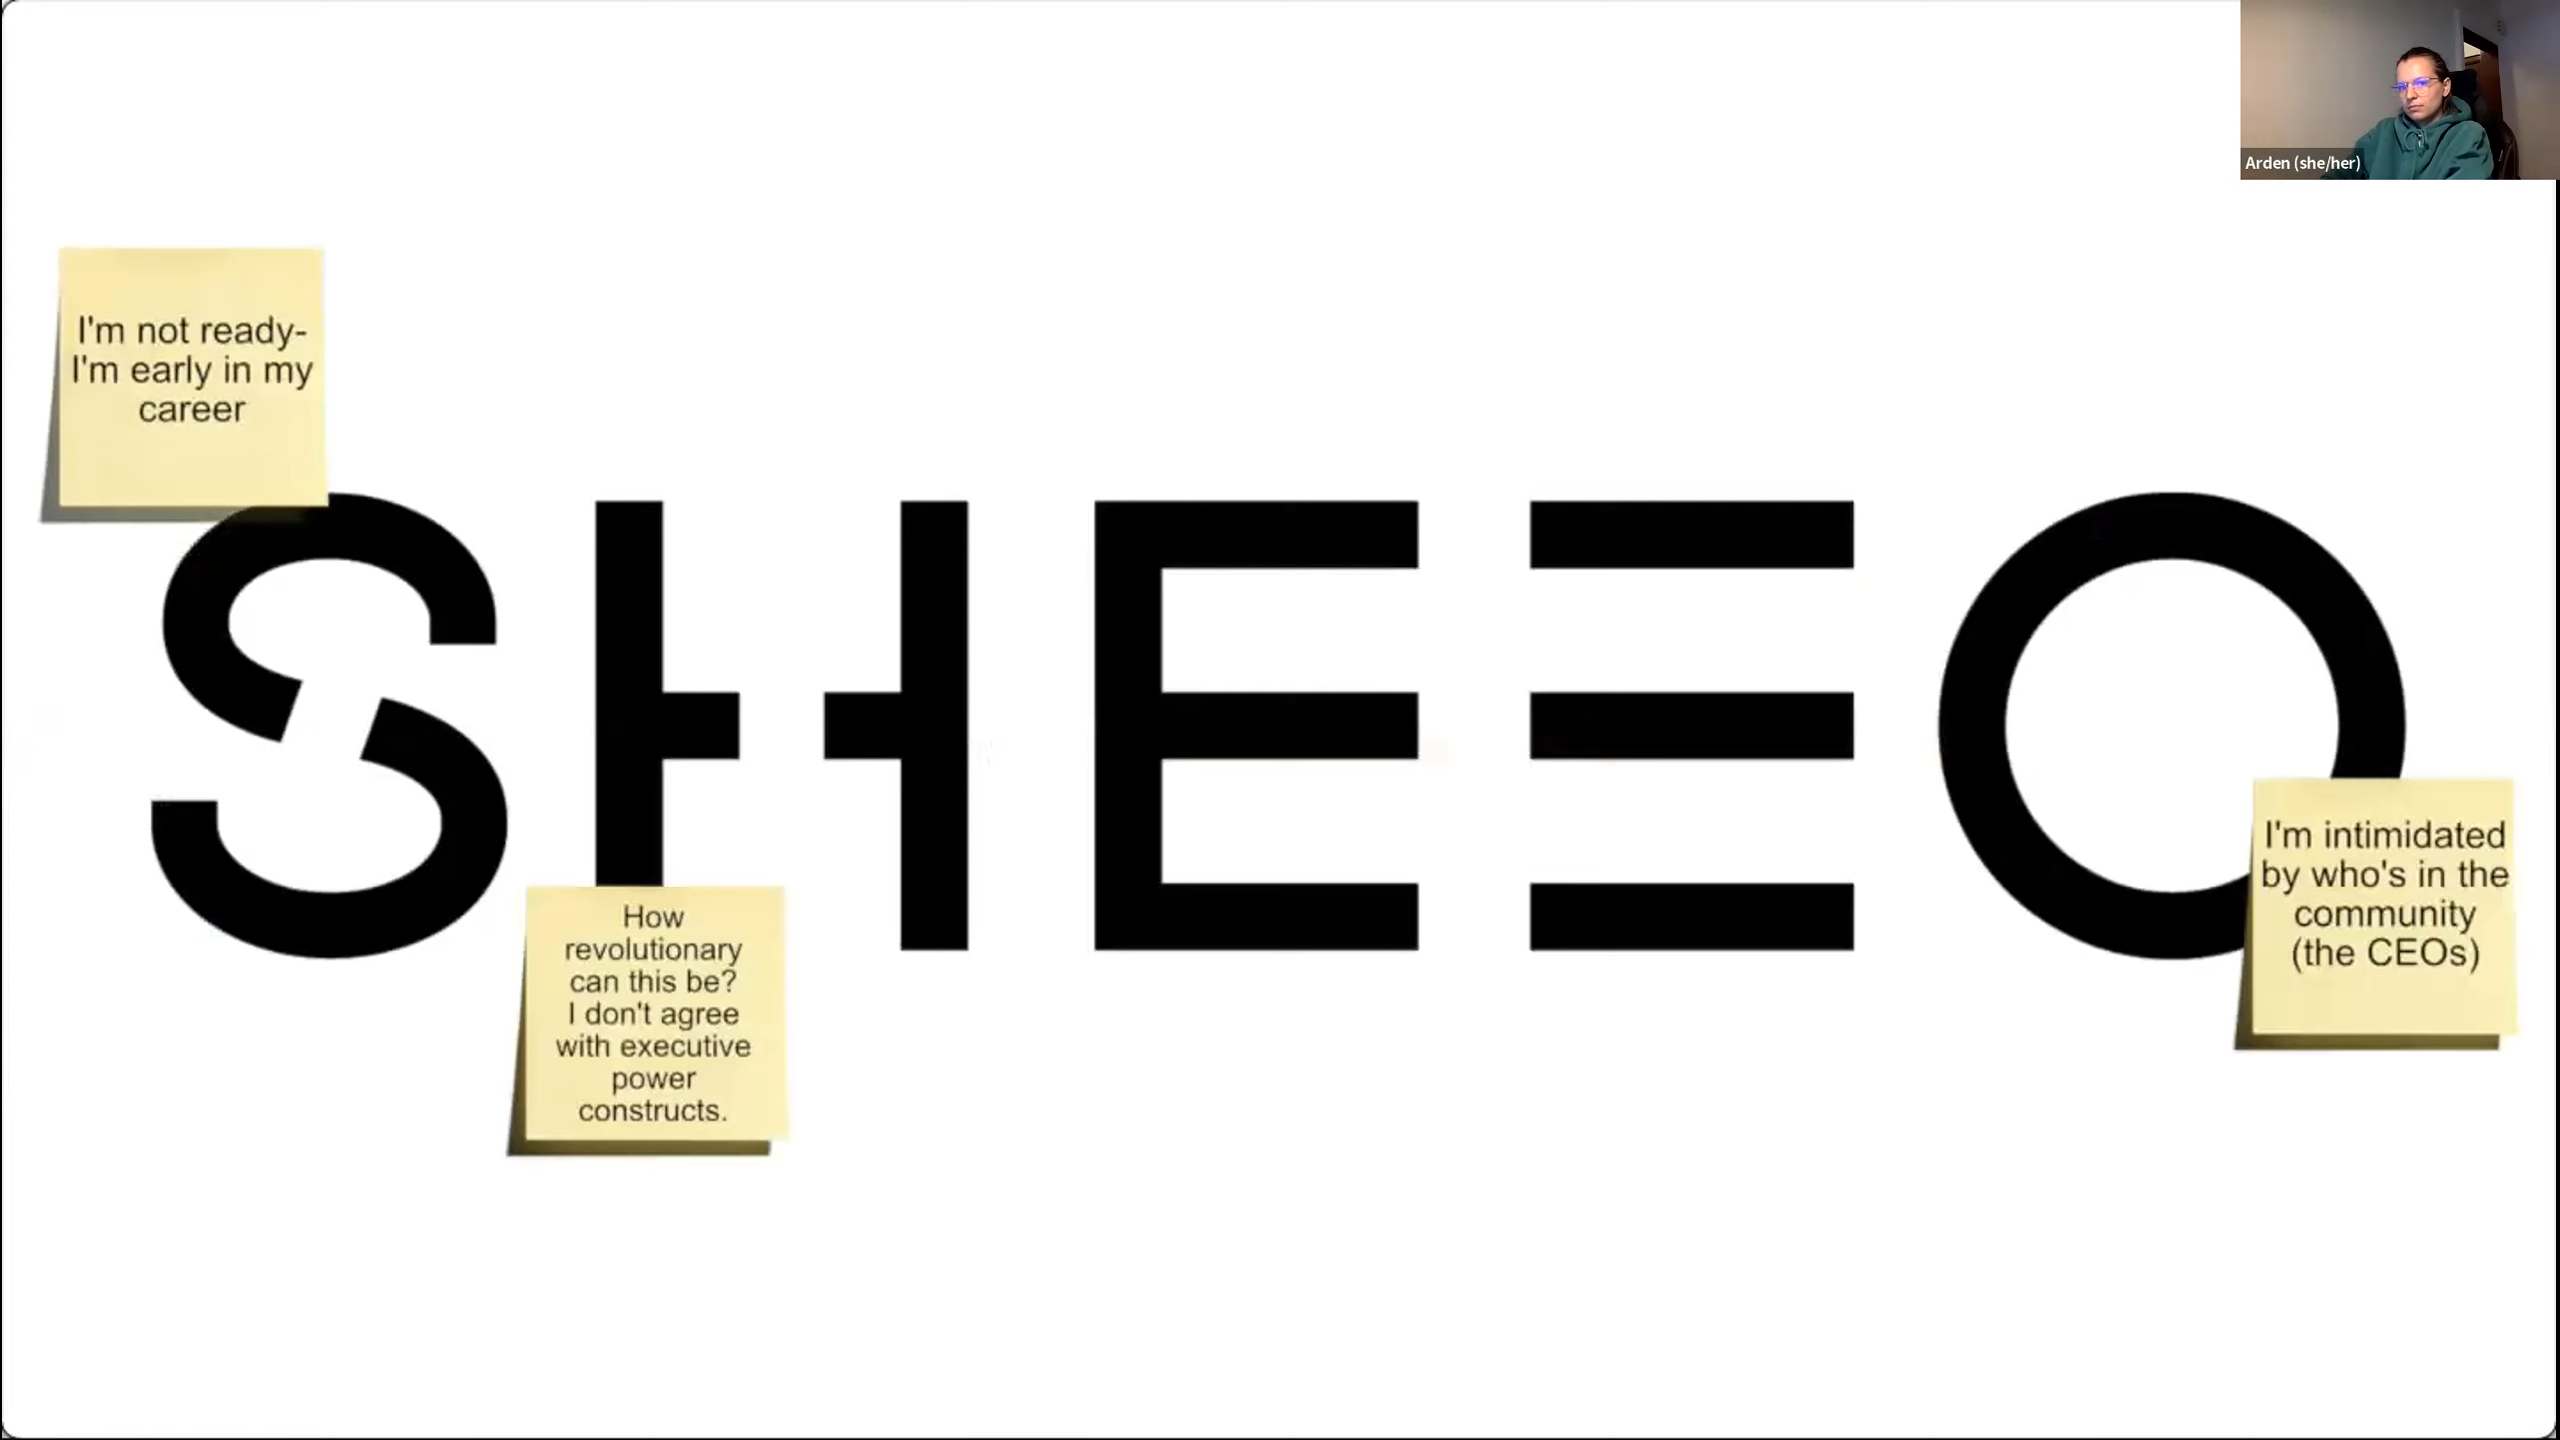 Arden (she/her)
I'm not ready-
I'm early in my
career
SHEEO
How
revolutionary
can this be?
I don't agree
with executive
power
constructs.
I'm intimidated
by who's in the
community
(the CEOs)